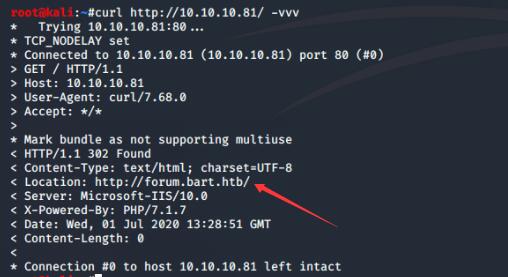 root@kali:~#curl http://10.10.10.81/ -vvv
*   Trying 10.10.10.81:80...
* TCP_NODELAY set
* Connected to 10.10.10.81 (10.10.10.81) port 80 (#0)
> GET / HTTP/1.1
> Host: 10.10.10.81
> User-Agent: curl/7.68.0
> Accept: */*
>
* Mark bundle as not supporting multiuse
< HTTP/1.1 302 Found
< Content-Type: text/html; charset=UTF-8
< Location: http://forum.bart.htb/
< Server: Microsoft-IIS/10.0
< X-Powered-By: PHP/7.1.7
< Date: Wed, 01 Jul 2020 13:28:51 GMT
< Content-Length: 0
<
* Connection #0 to host 10.10.10.81 left intact